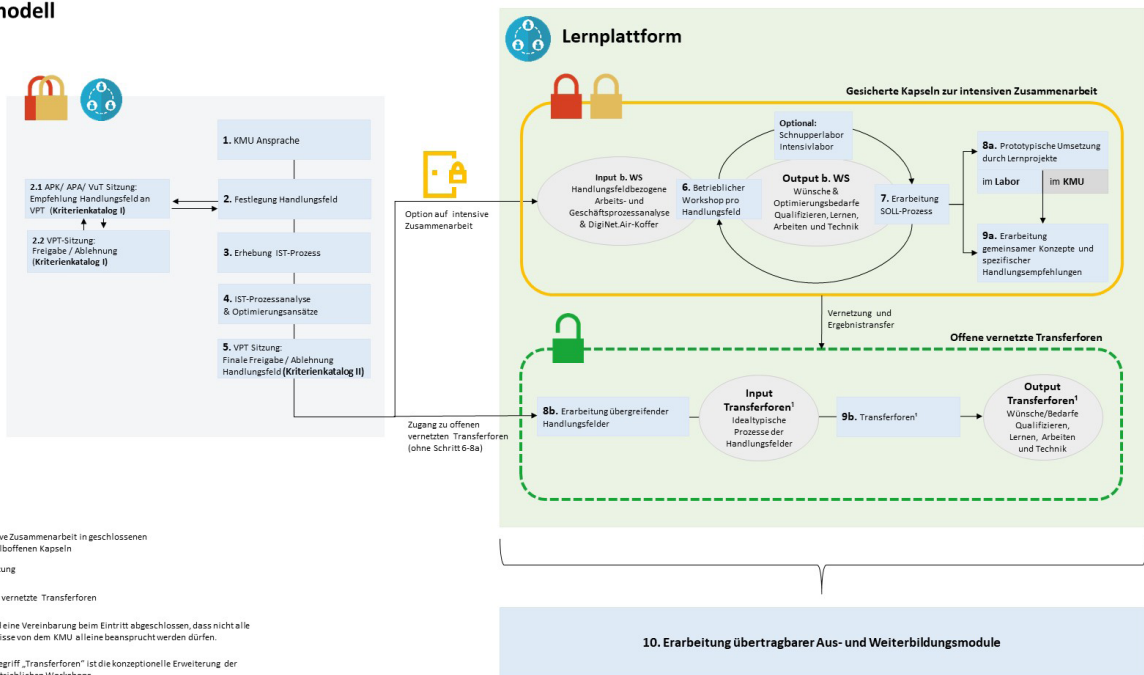 Lernplattform
Gesicherte Kapseln zur intensiven Zusammenarbeit
1. KMU Ansprache
2.1 APK/ APA/ VuT Sitzung:
Empfehlung Handlungsfeld an
VPT (Kriterienkatalog I)
2. Festlegung Handlungsfeld
2.2 VPT-Sitzung:
Freigabe / Ablehnung
(Kriterienkatalog I)
3. Erhebung IST-Prozess
4. IST-Prozessanalyse
& Optimierungsansätze
5. VPT Sitzung:
Finale Freigabe / Ablehnung
Handlungsfeld (Kriterienkatalog II)
Option auf intensive
Zusammenarbeit
Zugang zu offenen
vernetzten Transferforen
(ohne Schritt 6-8a)
Input b. WS
Handlungsfeldbezogene
Arbeits- und
Geschäftsprozessanalyse
& DigiNet.Air-Koffer
6. Betrieblicher
Workshop pro
Handlungsfeld
Optional:
Schnupperlabor
Intensivlabor
Output b. WS
Wünsche &
Optimierungsbedarfe
Qualifizieren, Lernen,
Arbeiten und Technik
7. Erarbeitung
SOLL-Prozess
8a. Prototypische Umsetzung
durch Lernprojekte
im Labor
im KMU
9a. Erarbeitung
gemeinsamer Konzepte und
spezifischer
Handlungsempfehlungen
Vernetzung und
Ergebnistransfer
Offene vernetzte Transferforen
8b. Erarbeitung übergreifender
Handlungsfelder
Input
Transferforen¹
Idealtypische
Prozesse der
Handlungsfelder
9b. Transferforen¹
Output
Transferforen¹
Wünsche/Bedarfe
Qualifizieren,
Lernen, Arbeiten
und Technik
Zusammenarbeit in geschlossenen
Kapseln
vernetzte Transferforen
eine Vereinbarung beim Eintritt abgeschlossen, dass nicht alle
von dem KMU alleine beansprucht werden dürfen.
„Transferforen" ist die konzeptionelle Erweiterung der
Workshops
10. Erarbeitung übertragbarer Aus- und Weiterbildungsmodule